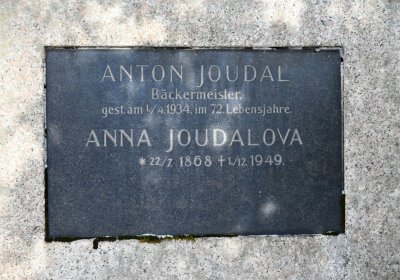 ANTON JOUDAL
Bäckermeister,
gest. am 1/4.1934. im 72. Lebensjahre.
ANNA JOUDALOVA
* 22/7. 1868 † 1/12. 1949.